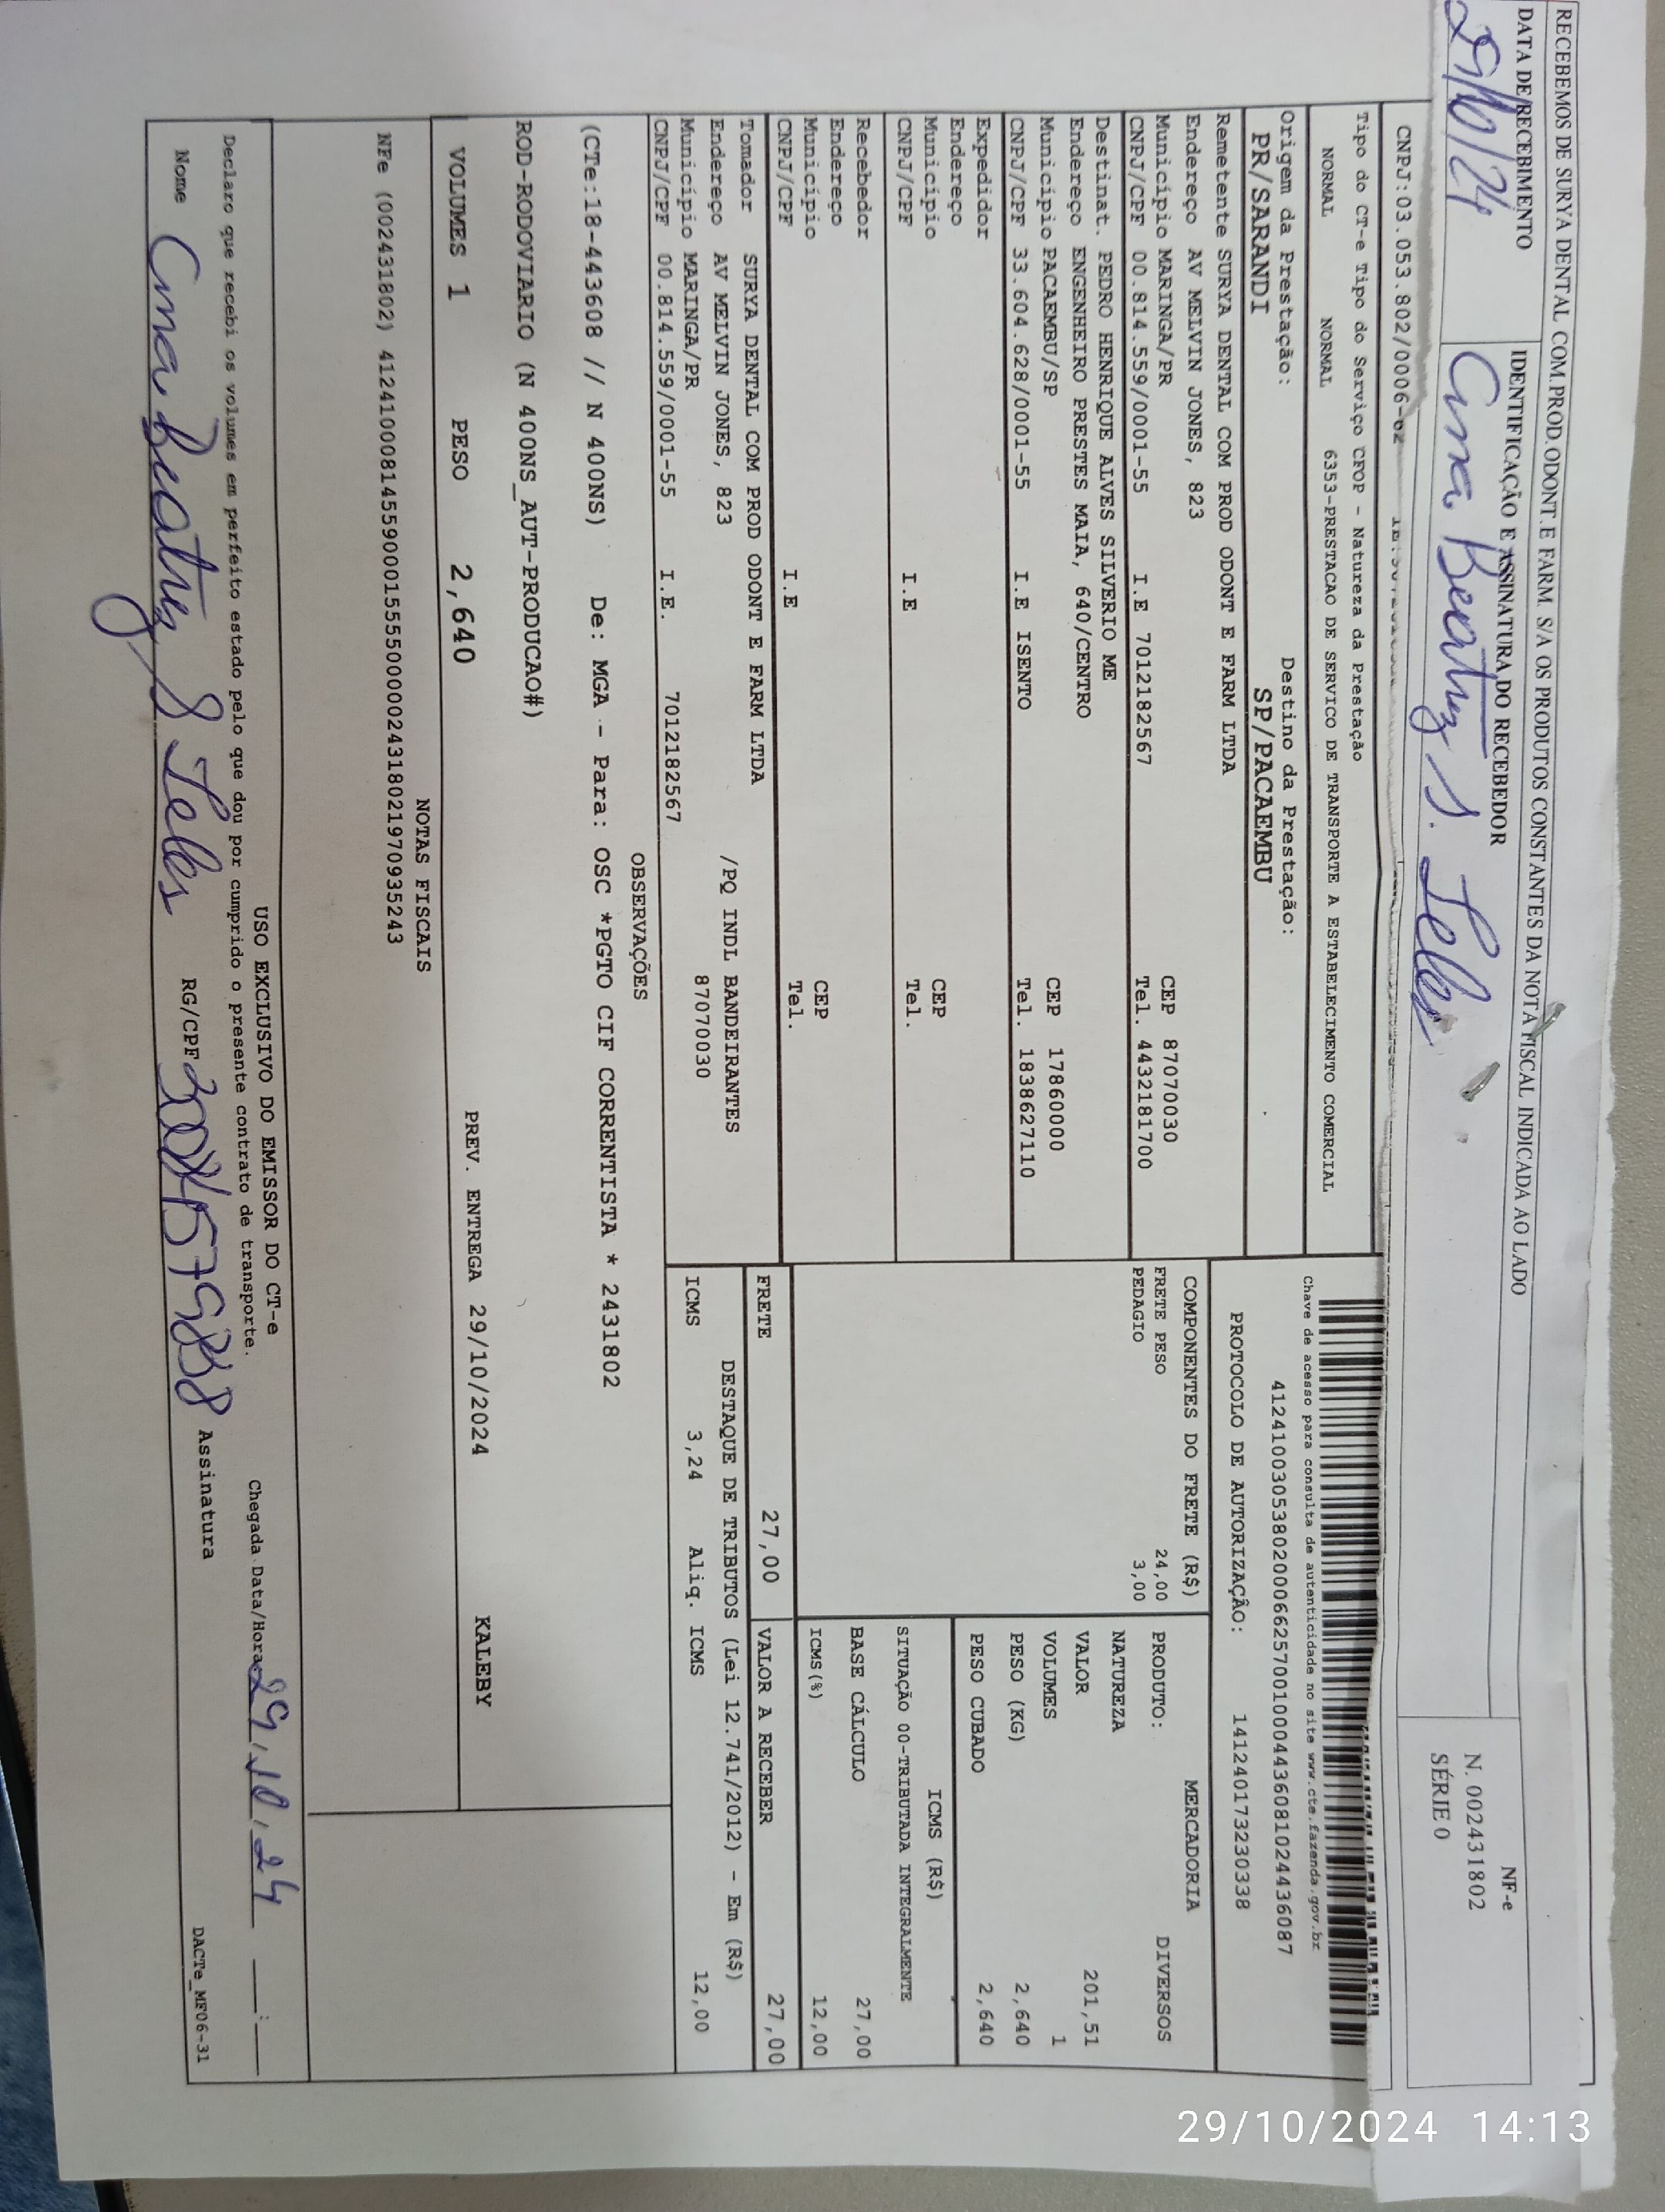 RECEBEMOS DE SURYA DENTAL COM.PROD.ODONT.E FARM. S/A OS PRODUTOS CONSTANTES DA NOTA FISCAL INDICADA AO LADO
DATA DE RECEBIMENTO
IDENTIFICAÇÃO E ASSINATURA DO RECEBEDOR
Ana Beatriz S. Teles
NF-e
N. 002431802
SÉRIE 0
CNPJ:03.053.802/0006-62
Tipo do CT-e Tipo do Serviço CFOP - Natureza da Prestação
NORMAL NORMAL 6353-PRESTACAO DE SERVICO DE TRANSPORTE A ESTABELECIMENTO COMERCIAL
Chave de acesso para consulta de autenticidade no site www.cte.fazenda.gov.br
41241003053802000662570010004436081024436087
Origem da Prestação: Destino da Prestação:
PR/SARANDI SP/PACAEMBU
PROTOCOLO DE AUTORIZAÇÃO: 141240173230338
Remetente SURYA DENTAL COM PROD ODONT E FARM LTDA
Endereço AV MELVIN JONES, 823
Município MARINGA/PR CEP 87070030
CNPJ/CPF 00.814.559/0001-55 I.E 7012182567 Tel. 4432181700
Destinat. PEDRO HENRIQUE ALVES SILVERIO ME
Endereço ENGENHEIRO PRESTES MAIA, 640/CENTRO
Município PACAEMBU/SP CEP 17860000
CNPJ/CPF 33.604.628/0001-55 I.E ISENTO Tel. 1838627110
Expedidor
Endereço
Município CEP
CNPJ/CPF I.E Tel.
Recebedor
Endereço
Município CEP
CNPJ/CPF I.E Tel.
Tomador SURYA DENTAL COM PROD ODONT E FARM LTDA
Endereço AV MELVIN JONES, 823 /PQ INDL BANDEIRANTES
Município MARINGA/PR 87070030
CNPJ/CPF 00.814.559/0001-55 I.E. 7012182567
COMPONENTES DO FRETE (R$)
FRETE PESO 24,00
PEDAGIO 3,00
MERCADORIA
PRODUTO: DIVERSOS
NATUREZA
VALOR 201,51
VOLUMES 1
PESO (KG) 2,640
PESO CUBADO 2,640
ICMS (R$)
SITUAÇÃO 00-TRIBUTADA INTEGRALMENTE
BASE CÁLCULO 27,00
ICMS(%) 12,00
FRETE 27,00 VALOR A RECEBER 27,00
DESTAQUE DE TRIBUTOS (Lei 12.741/2012) - Em (R$)
ICMS 3,24 Aliq. ICMS 12,00
OBSERVAÇÕES
(CTe:18-443608 // N 400NS) De: MGA - Para: OSC *PGTO CIF CORRENTISTA * 2431802
ROD-RODOVIARIO (N 400NS_AUT-PRODUCAO#)
VOLUMES 1 PESO 2,640 PREV. ENTREGA 29/10/2024 KALEBY
NOTAS FISCAIS
NFe (002431802) 41241000814559000155550000024318021970935243
USO EXCLUSIVO DO EMISSOR DO CT-e
Declaro que recebi os volumes em perfeito estado pelo que dou por cumprido o presente contrato de transporte.
Chegada Data/Hora 29/10/24 __:__
Nome Ana Beatriz S Teles RG/CPF Assinatura
DACTe_MF06-31
29/10/2024 14:13